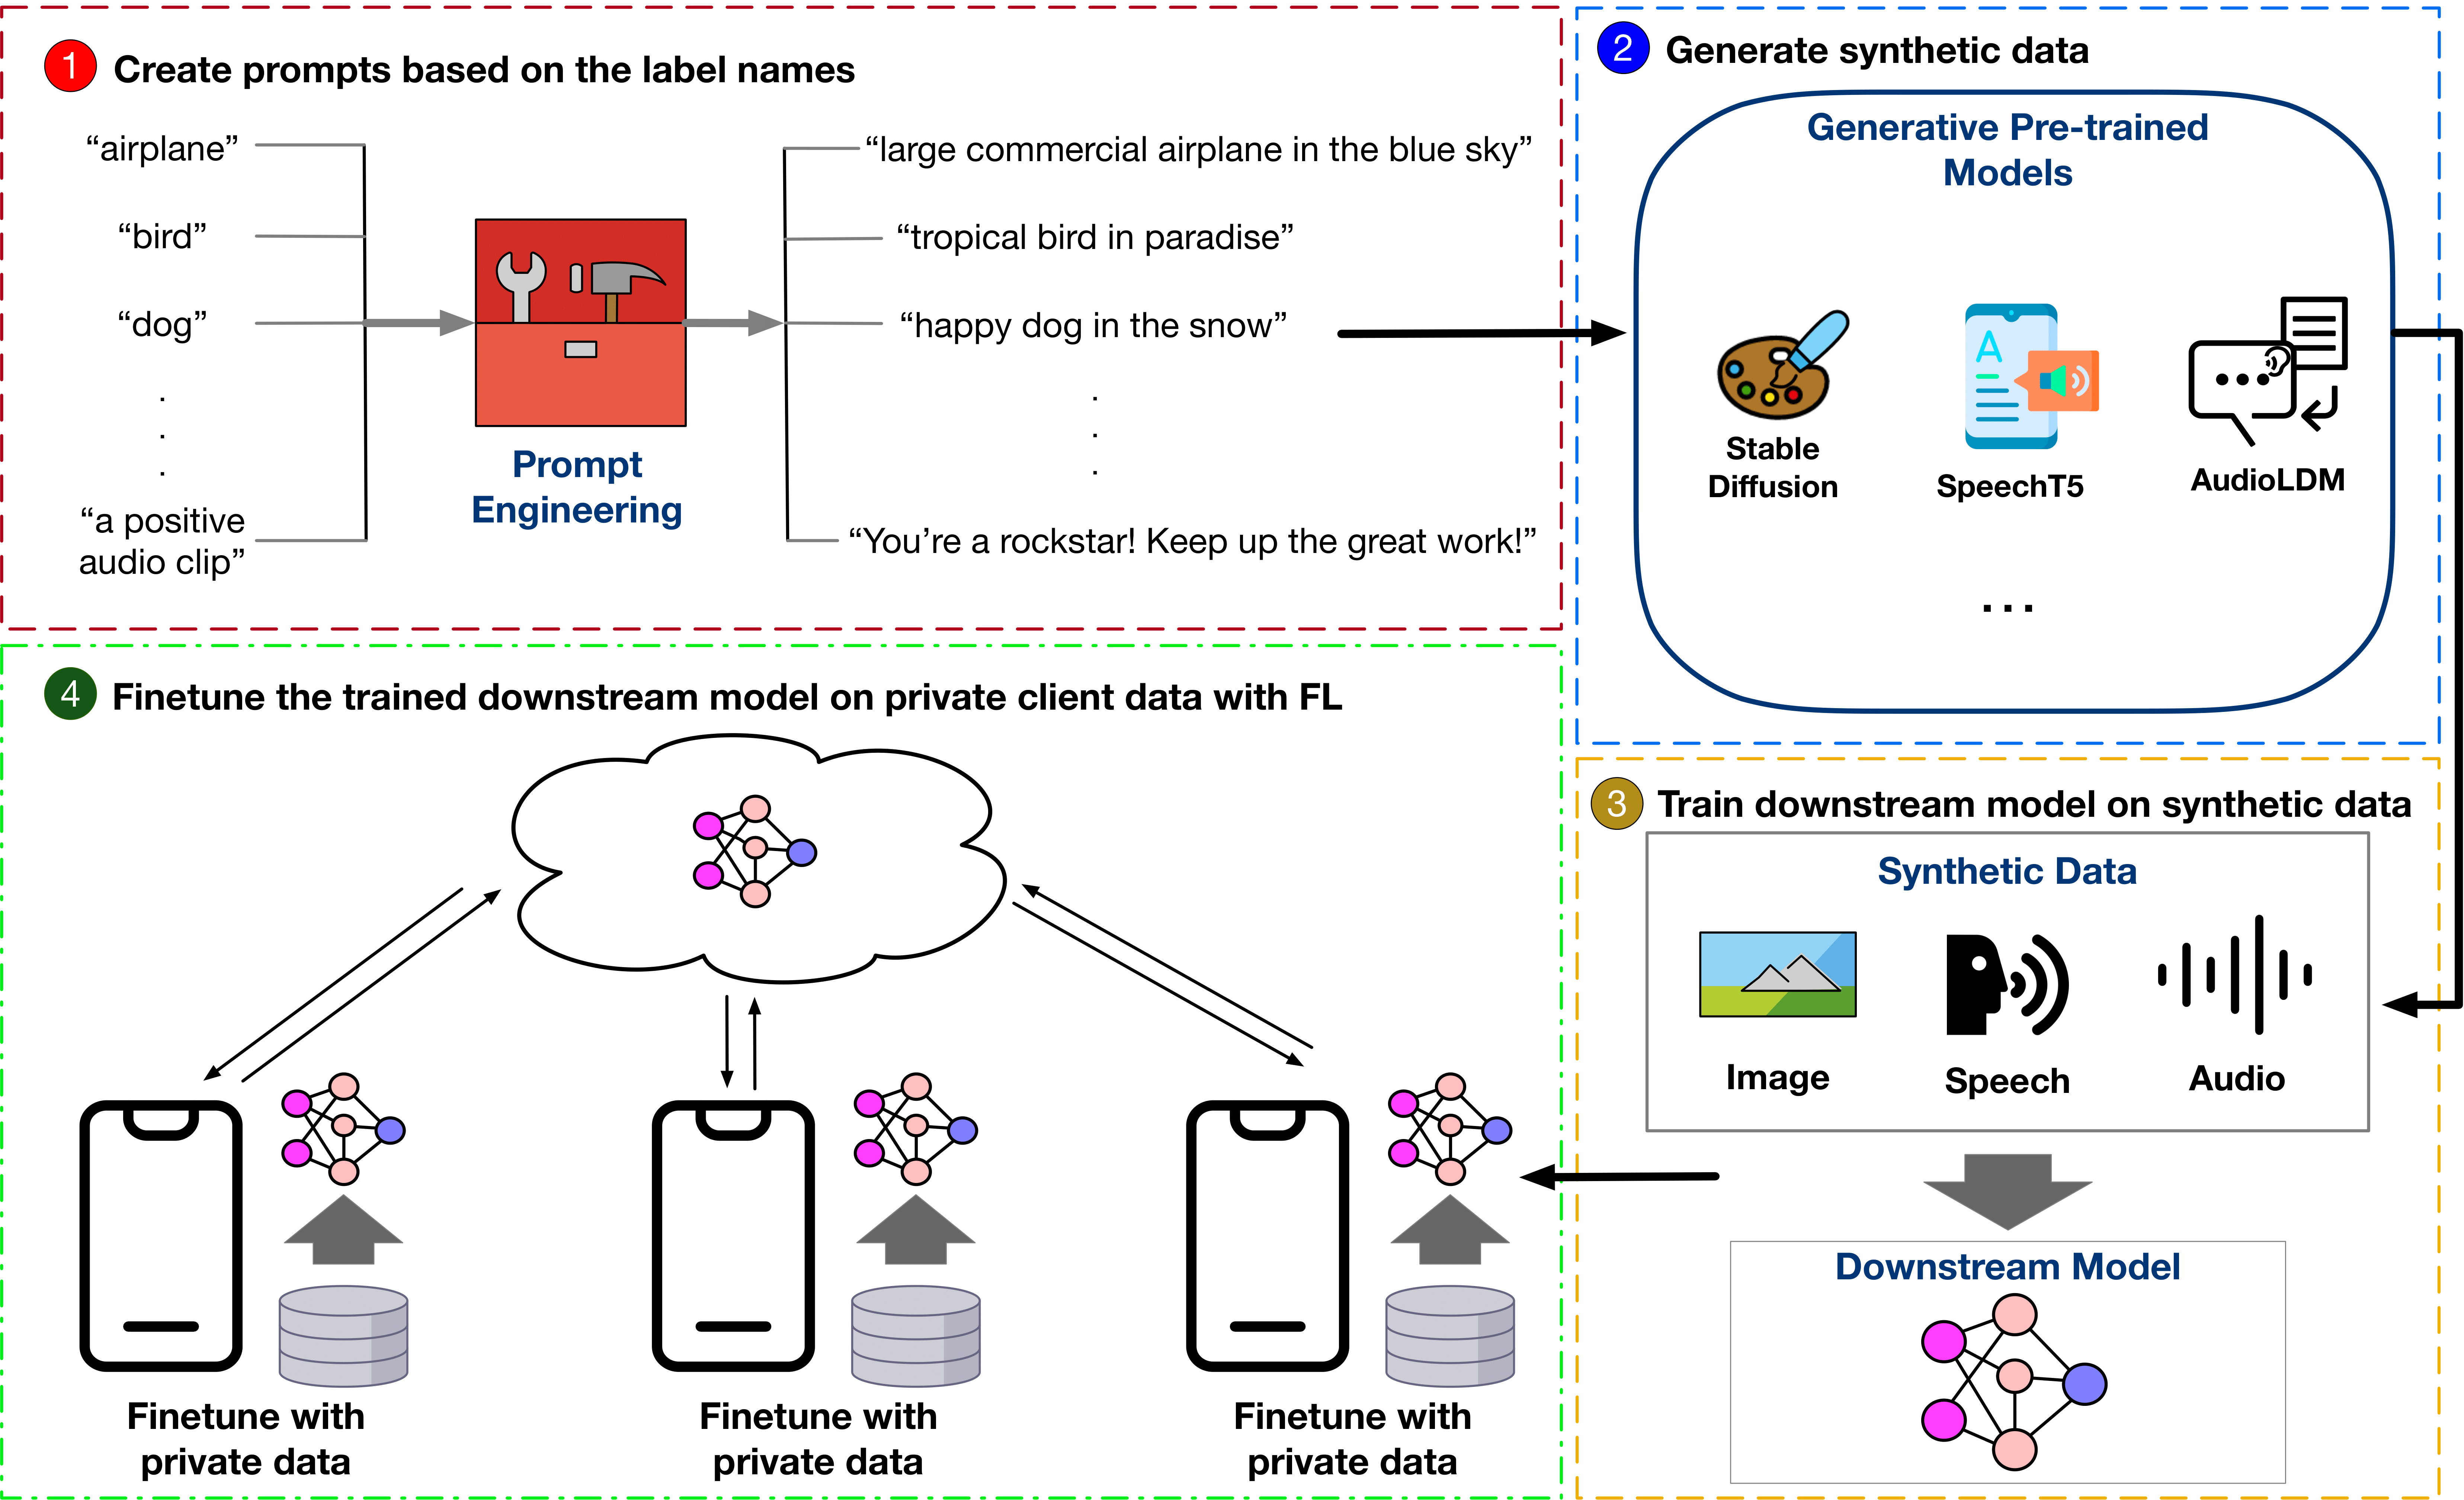 1 Create prompts based on the label names
“airplane”
“bird”
“dog”
.
.
.
“a positive
audio clip”
Prompt
Engineering
“large commercial airplane in the blue sky”
“tropical bird in paradise”
“happy dog in the snow”
.
.
.
“You’re a rockstar! Keep up the great work!”
2 Generate synthetic data
Generative Pre-trained
Models
Stable
Diffusion
A
SpeechT5
AudioLDM
...
3 Train downstream model on synthetic data
Synthetic Data
Image
Speech
Audio
Downstream Model
4 Finetune the trained downstream model on private client data with FL
Finetune with
private data
Finetune with
private data
Finetune with
private data